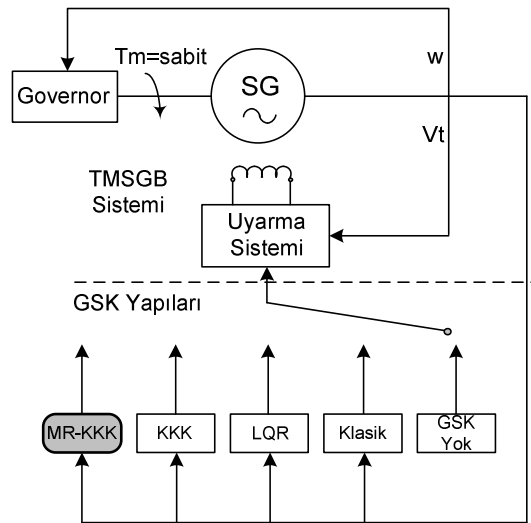 Tm=sabit
w
Governor
SG
Vt
TMSGB
Sistemi
Uyarma
Sistemi
GSK Yapıları
MR-KKK
KKK
LQR
Klasik
GSK
Yok